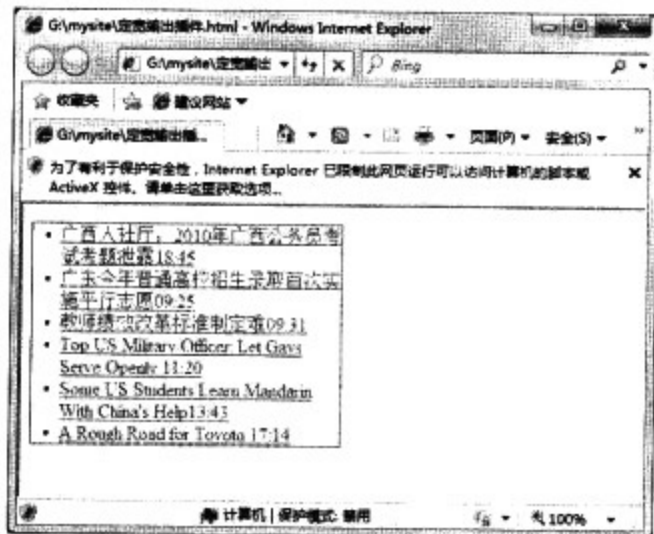 G:\mysite\定宽输出插件.html - Windows Internet Explorer
G:\mysite\定宽输出
Bing
收藏夹 建议网站
G:\mysite\定宽输出插... 页面(P) 安全(S) »
为了有利于保护安全性，Internet Explorer 已限制此网页运行可以访问计算机的脚本或
ActiveX 控件。请单击这里获取选项...
• 广西人社厅：2010年广西公务员考
试考题泄露18:45
• 广东今年普通高校招生录取首次实
施平行志愿09:25
• 教师绩效改革标准制定难09:31
• Top US Military Officer: Let Gays
Serve Openly 11:20
• Some US Students Learn Mandarin
With China's Help13:43
• A Rough Road for Toyota 17:14
计算机 | 保护模式: 禁用 100%